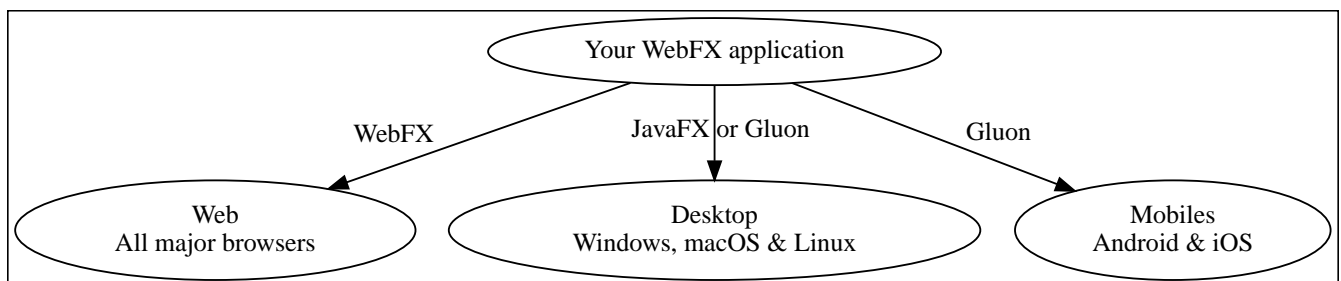 Your WebFX application
WebFX
JavaFX or Gluon
Gluon
Web
All major browsers
Desktop
Windows, macOS & Linux
Mobiles
Android & iOS